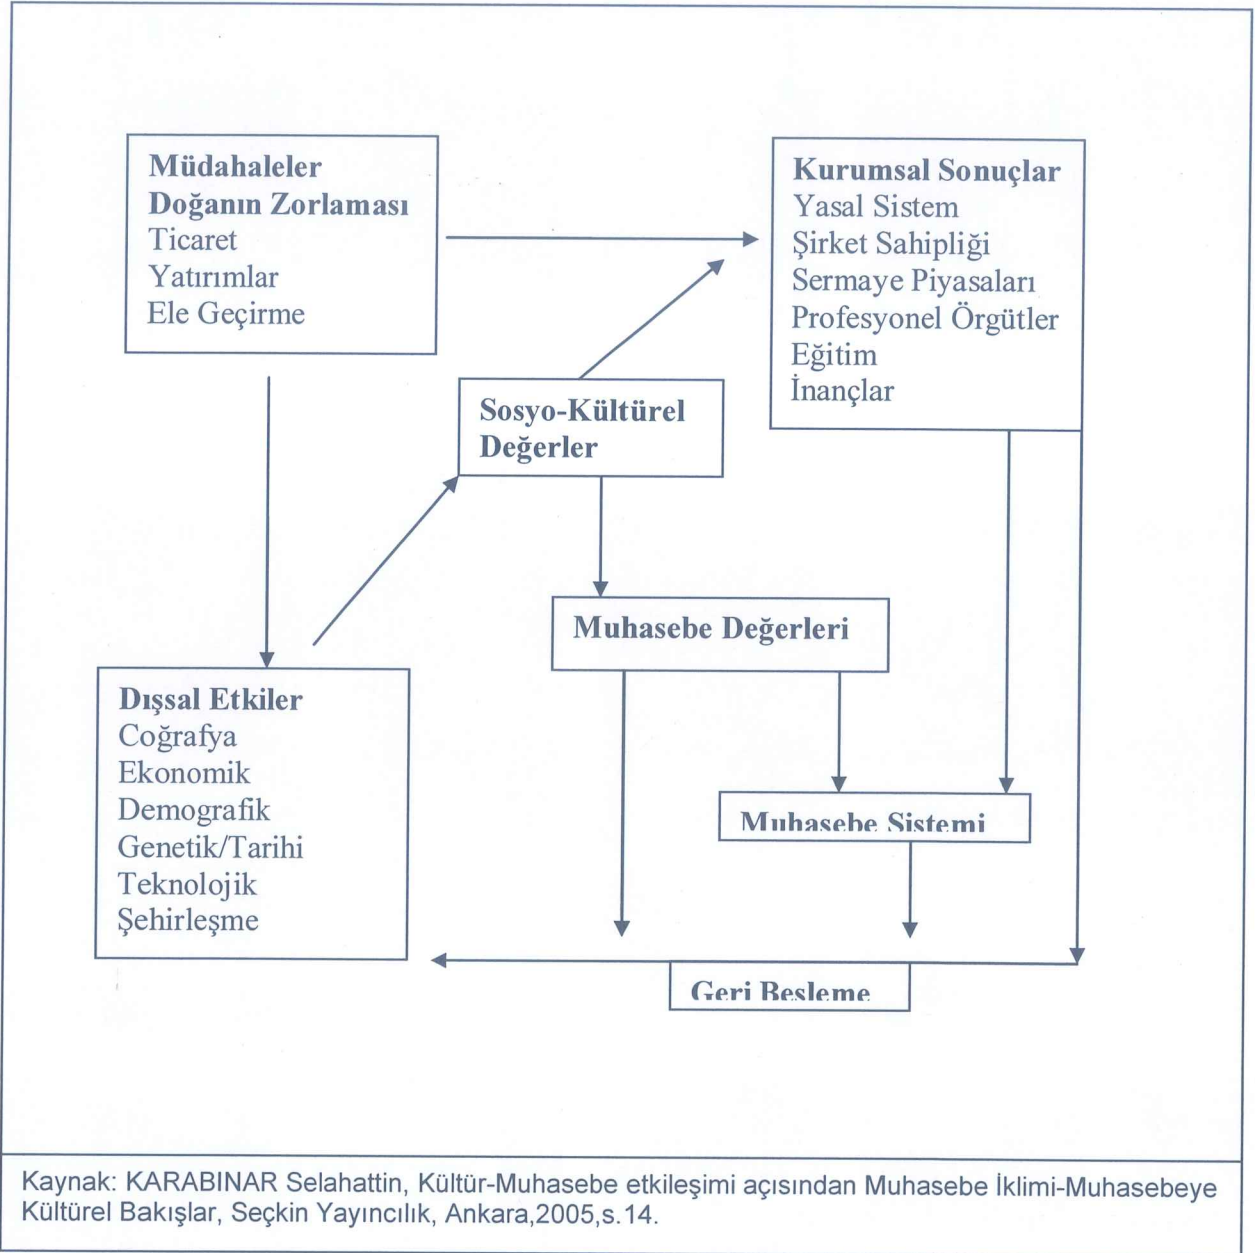 Müdahaleler
Doğanın Zorlaması
Ticaret
Yatırımlar
Ele Geçirme
Kurumsal Sonuçlar
Yasal Sistem
Şirket Sahipliği
Sermaye Piyasaları
Profesyonel Örgütler
Eğitim
İnançlar
Sosyo-Kültürel
Değerler
Muhasebe Değerleri
Dışsal Etkiler
Coğrafya
Ekonomik
Demografik
Genetik/Tarihi
Teknolojik
Şehirleşme
Muhasebe Sistemi
Geri Besleme
Kaynak: KARABINAR Selahattin, Kültür-Muhasebe etkileşimi açısından Muhasebe İklimi-Muhasebeye
Kültürel Bakışlar, Seçkin Yayıncılık, Ankara,2005,s.14.